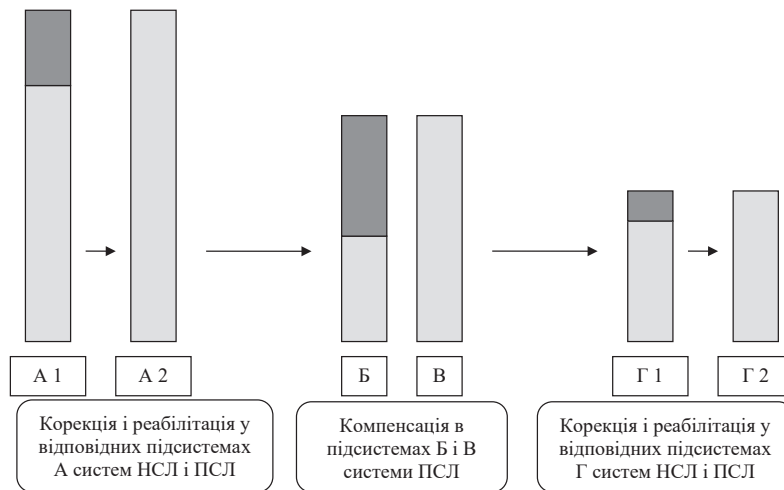 А 1
А 2
Б
В
Г 1
Г 2
Корекція і реабілітація у
відповідних підсистемах
А систем НСЛ і ПСЛ
Компенсація в
підсистемах Б і В
системи ПСЛ
Корекція і реабілітація у
відповідних підсистемах
Г систем НСЛ і ПСЛ